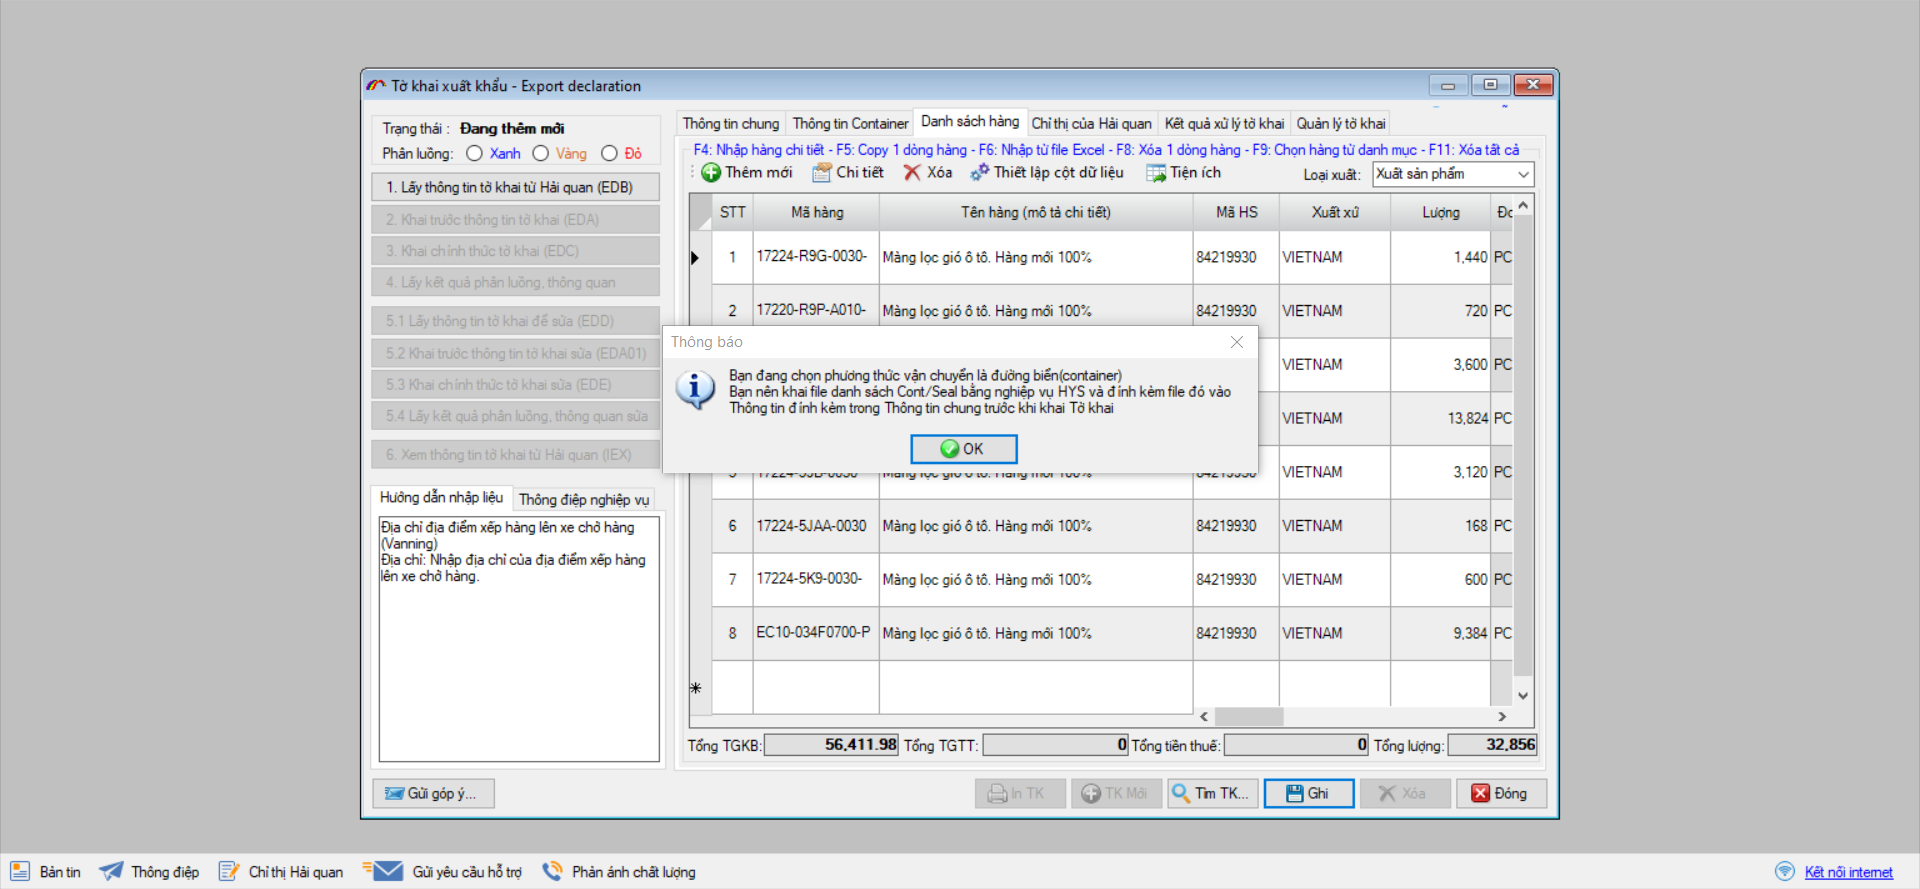 Tờ khai xuất khẩu - Export declaration
Trạng thái : Đang thêm mới
Phân luồng: Xanh Vàng Đỏ
1. Lấy thông tin tờ khai từ Hải quan (EDB)
2. Khai trước thông tin tờ khai (EDA)
3. Khai chính thức tờ khai (EDC)
4. Lấy kết quả phân luồng, thông quan
5.1 Lấy thông tin tờ khai để sửa (EDD)
5.2 Khai trước thông tin tờ khai sửa (EDA01)
5.3 Khai chính thức tờ khai sửa (EDE)
5.4 Lấy kết quả phân luồng, thông quan sửa
6. Xem thông tin tờ khai từ Hải quan (IEX)
Hướng dẫn nhập liệu Thông điệp nghiệp vụ
Địa chỉ địa điểm xếp hàng lên xe chở hàng
(Vanning)
Địa chỉ: Nhập địa chỉ của địa điểm xếp hàng
lên xe chở hàng.
Gửi góp ý...
Thông tin chung Thông tin Container Danh sách hàng Chỉ thị của Hải quan Kết quả xử lý tờ khai Quản lý tờ khai
F4: Nhập hàng chi tiết - F5: Copy 1 dòng hàng - F6: Nhập từ file Excel - F8: Xóa 1 dòng hàng - F9: Chọn hàng từ danh mục - F11: Xóa tất cả
Thêm mới Chi tiết Xóa Thiết lập cột dữ liệu Tiện ích Loại xuất: Xuất sản phẩm
STT Mã hàng Tên hàng (mô tả chi tiết) Mã HS Xuất xứ Lượng
1 17224-R9G-0030- Màng lọc gió ô tô. Hàng mới 100% 84219930 VIETNAM 1,440 PC
2 17220-R9P-A010- Màng lọc gió ô tô. Hàng mới 100% 84219930 VIETNAM 720 PC
VIETNAM 3,600 PC
VIETNAM 13,824 PC
VIETNAM 3,120 PC
6 17224-5JAA-0030 Màng lọc gió ô tô. Hàng mới 100% 84219930 VIETNAM 168 PC
7 17224-5K9-0030- Màng lọc gió ô tô. Hàng mới 100% 84219930 VIETNAM 600 PC
8 EC10-034F0700-P Màng lọc gió ô tô. Hàng mới 100% 84219930 VIETNAM 9,384 PC
Thông báo
Bạn đang chọn phương thức vận chuyển là đường biển(container)
Bạn nên khai file danh sách Cont/Seal bằng nghiệp vụ HYS và đính kèm file đó vào
Thông tin đính kèm trong Thông tin chung trước khi khai Tờ khai
OK
Tổng TGKB: 56,411.98 Tổng TGTT: 0 Tổng tiền thuế: 0 Tổng lượng: 32,856
In TK TK Mới Tìm TK... Ghi Xóa Đóng
Bản tin Thông điệp Chỉ thị Hải quan Gửi yêu cầu hỗ trợ Phản ánh chất lượng Kết nối internet